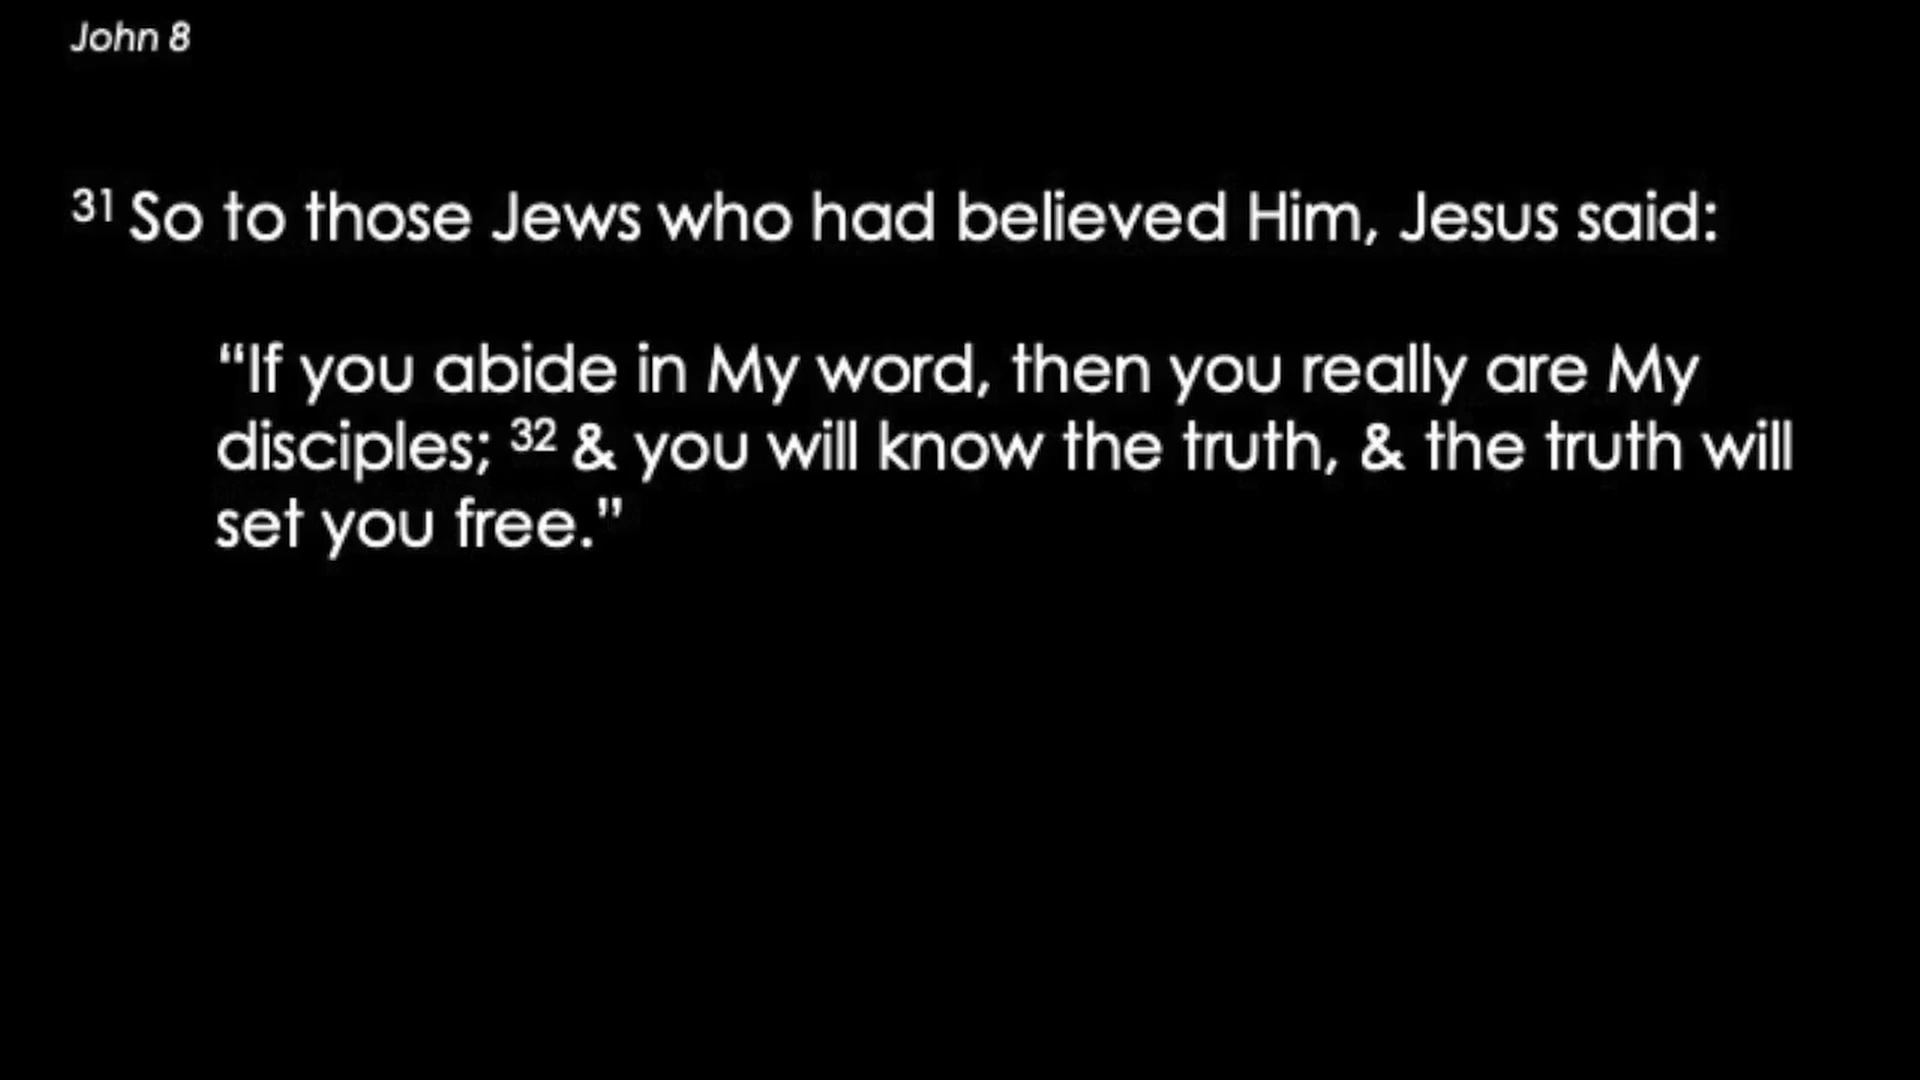 John 8
31 So to those Jews who had believed Him, Jesus said:
“If you abide in My word, then you really are My
disciples; 32 & you will know the truth, & the truth will
set you free.”